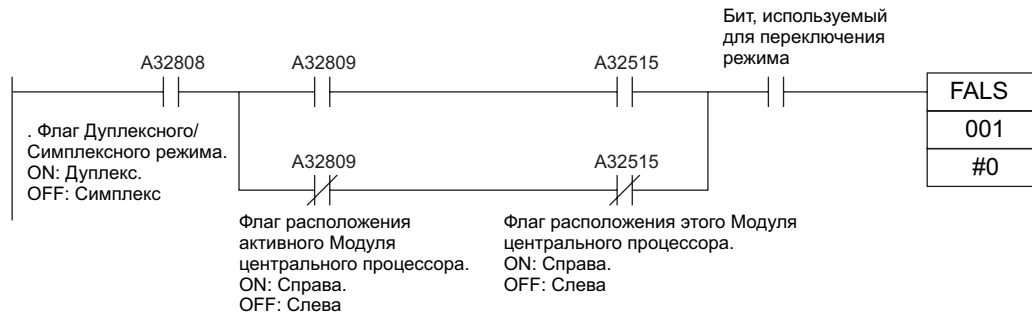 Бит, используемый
для переключения
режима
A32808
A32809
A32515
FALS
001
#0
. Флаг Дуплексного/
Симплексного режима.
ON: Дуплекс.
OFF: Симплекс
A32809
A32515
Флаг расположения
активного Модуля
центрального процессора.
ON: Справа.
OFF: Слева
Флаг расположения этого Модуля
центрального процессора.
ON: Справа.
OFF: Слева